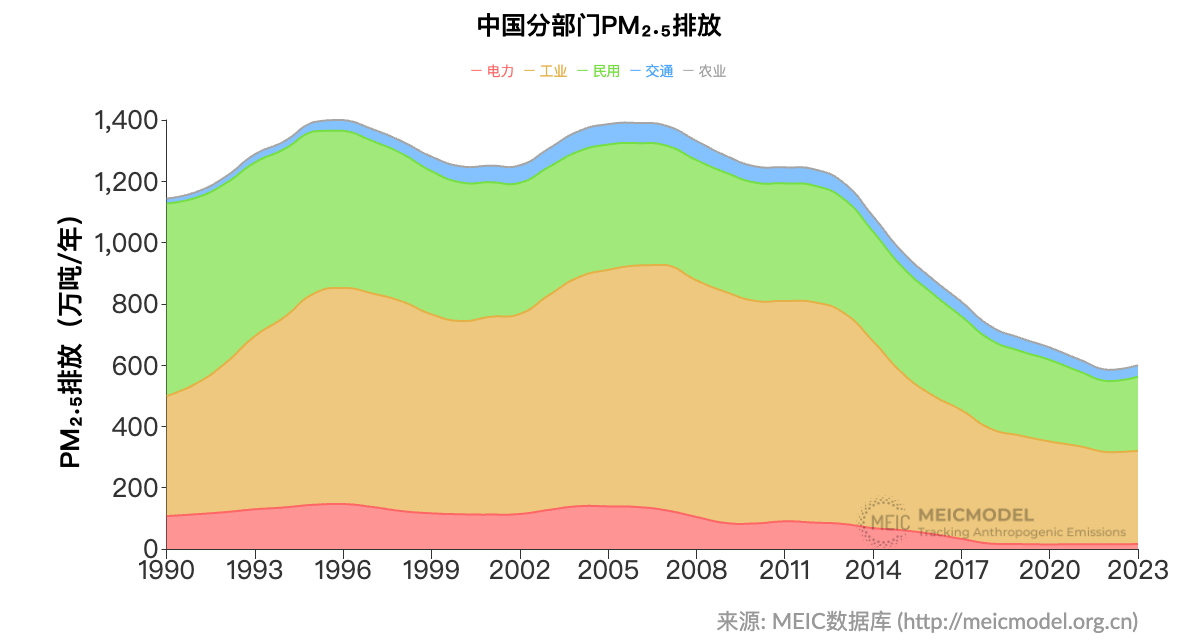 中国分部门PM₂.₅排放
电力 工业 民用 交通 农业
PM₂.₅排放（万吨/年）
1,400
1,200
1,000
800
600
400
200
0
1990 1993 1996 1999 2002 2005 2008 2011 2014 2017 2020 2023
MEIC MEICMODEL
Tracking Anthropogenic Emissions
来源: MEIC数据库 (http://meicmodel.org.cn)